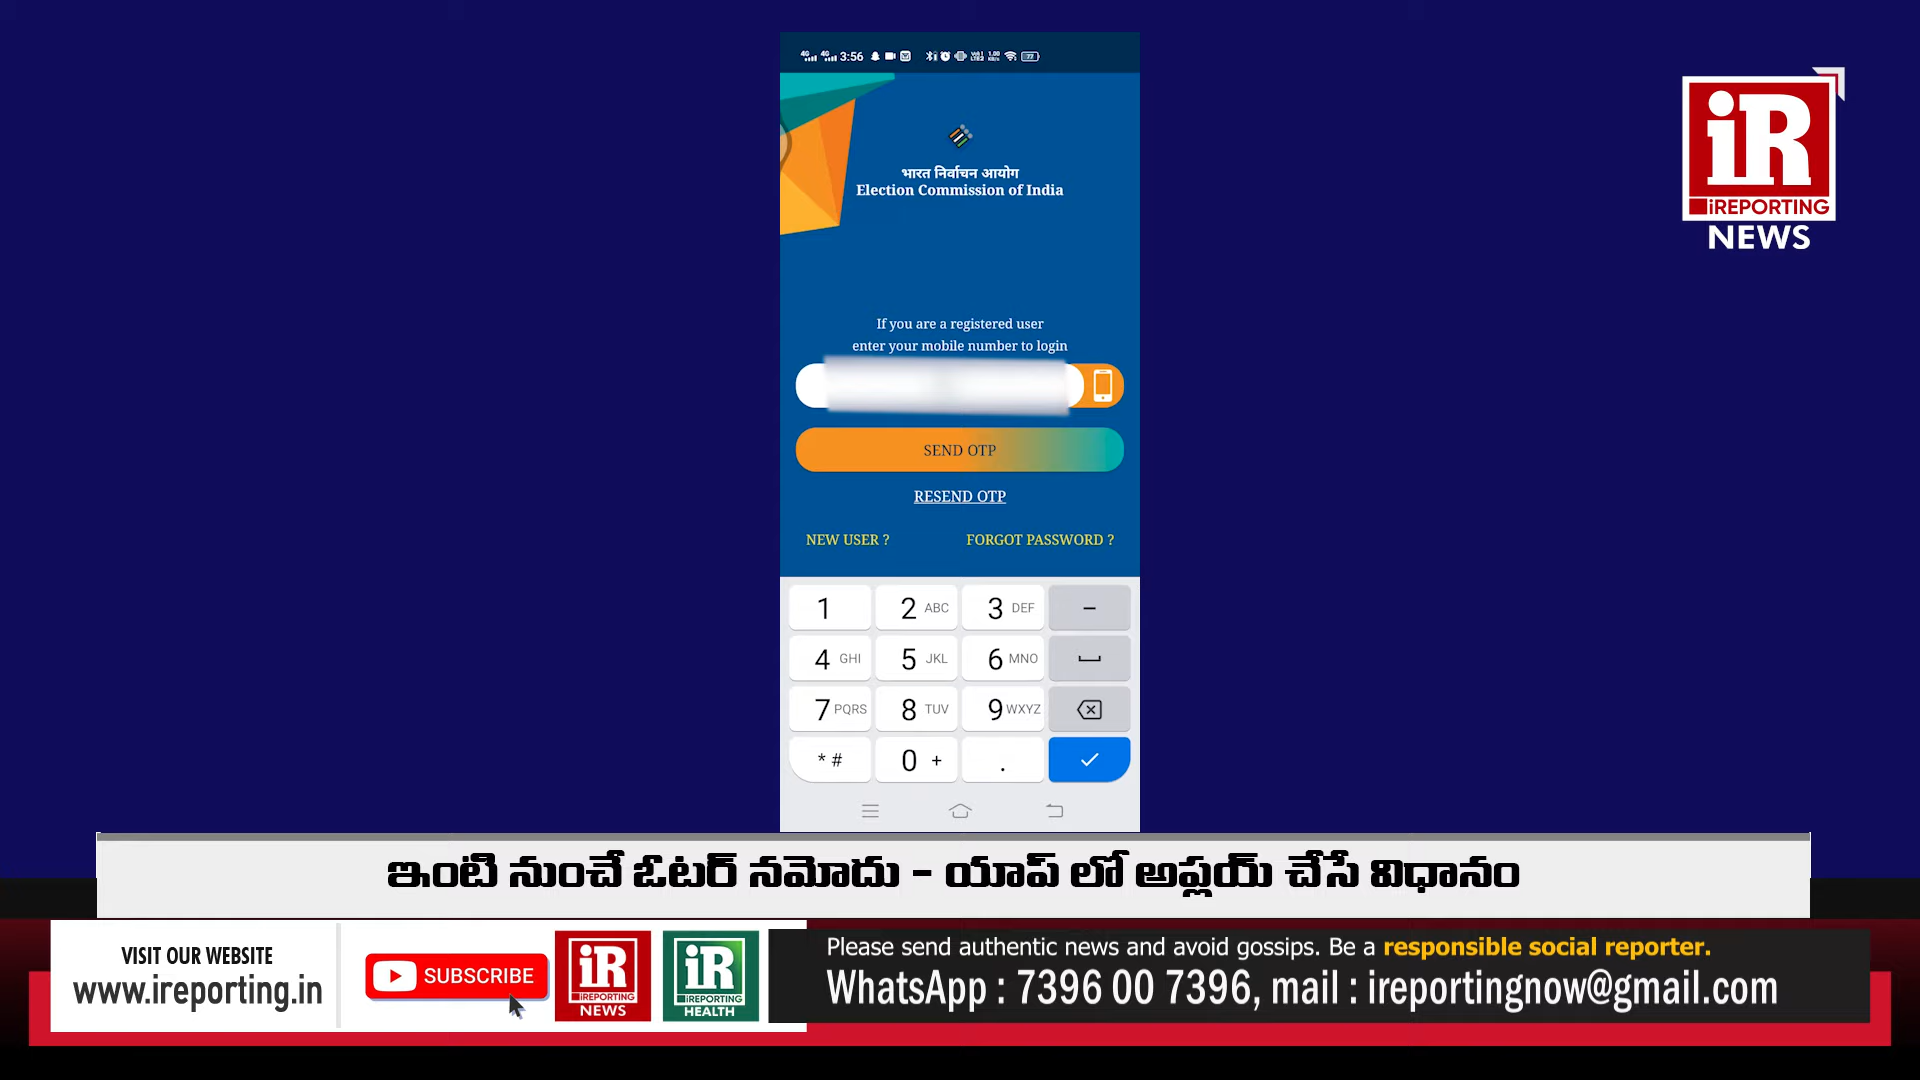 3:56
भारत निर्वाचन आयोग
Election Commission of India
If you are a registered user
enter your mobile number to login
SEND OTP
RESEND OTP
NEW USER ?
FORGOT PASSWORD ?
1 2 ABC 3 DEF -
4 GHI 5 JKL 6 MNO
7 PQRS 8 TUV 9 WXYZ
* # 0 + .
iR
iREPORTING
NEWS
ఇంటి నుంచే ఓటర్ నమోదు - యాప్ లో అప్లయ్ చేసే విధానం
VISIT OUR WEBSITE
www.ireporting.in
SUBSCRIBE
iR
iREPORTING
NEWS
iR
iREPORTING
HEALTH
Please send authentic news and avoid gossips. Be a responsible social reporter.
WhatsApp : 7396 00 7396, mail : ireportingnow@gmail.com